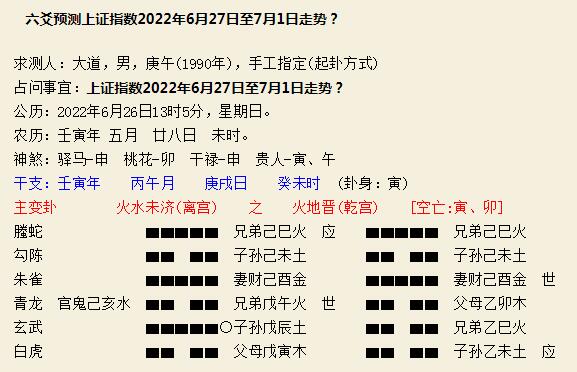 六爻预测上证指数2022年6月27日至7月1日走势？
求测人：大道，男，庚午(1990年)，手工指定(起卦方式)
占问事宜：上证指数2022年6月27日至7月1日走势？
公历：2022年6月26日13时5分，星期日。
农历：壬寅年 五月 廿八日 未时。
神煞：驿马-申 桃花-卯 干禄-申 贵人-寅、午
干支：壬寅年 丙午月 庚戌日 癸未时 (卦身：寅)
主变卦 火水未济(离宫) 之 火地晋(乾宫) [空亡:寅、卯]
螣蛇 兄弟己巳火 应 兄弟己巳火
勾陈 子孙己未土 子孙己未土
朱雀 妻财己酉金 妻财己酉金 世
青龙 官鬼己亥水 兄弟戊午火 世 父母乙卯木
玄武 〇子孙戊辰土 兄弟乙巳火
白虎 父母戊寅木 子孙乙未土 应